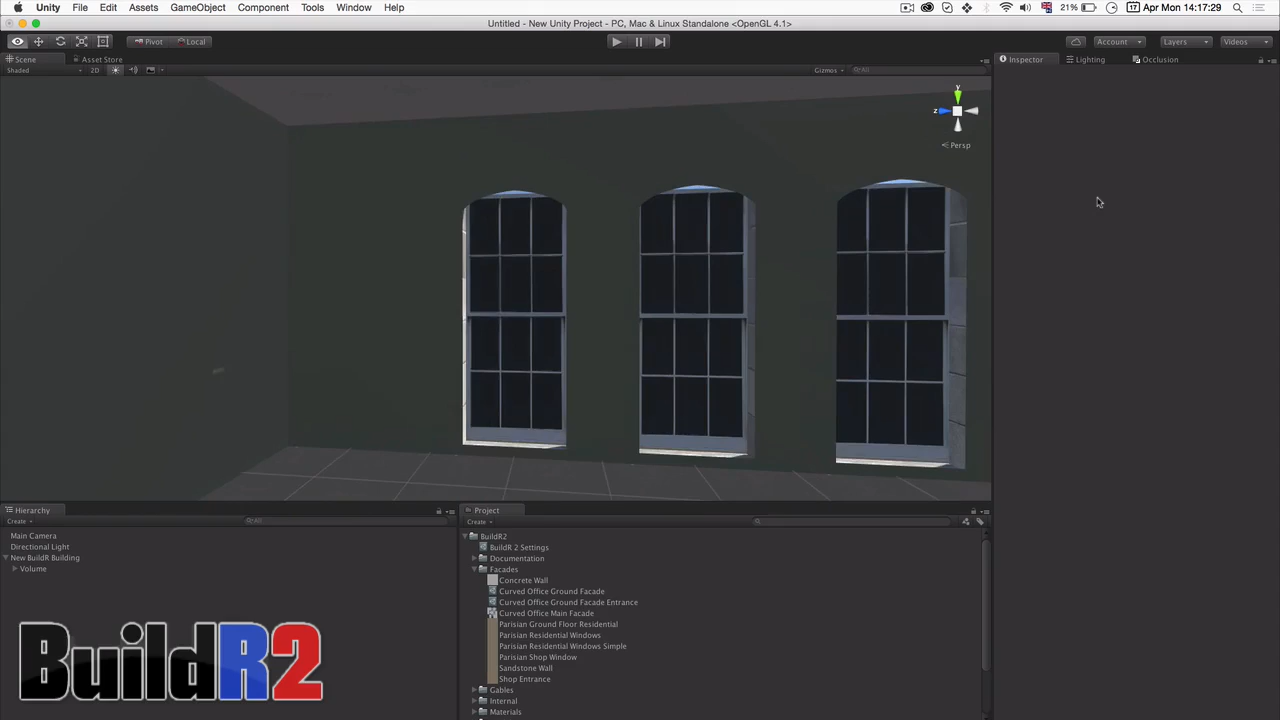 Unity File Edit Assets GameObject Component Tools Window Help 21% 17 Apr Mon 14:17:29
Untitled - New Unity Project - PC, Mac & Linux Standalone <OpenGL 4.1>
Pivot Local Account Layers Videos
Scene Asset Store Inspector Lighting Occlusion
Shaded 2D Gizmos All
y
z
Persp
Hierarchy Project
Create All Create
Main Camera
Directional Light
New BuildR Building
Volume
BuildR2
BuildR 2 Settings
Documentation
Facades
Concrete Wall
Curved Office Ground Facade
Curved Office Ground Facade Entrance
Curved Office Main Facade
Parisian Ground Floor Residential
Parisian Residential Windows
Parisian Residential Windows Simple
Parisian Shop Window
Sandstone Wall
Shop Entrance
Gables
Internal
Materials
BuildR2